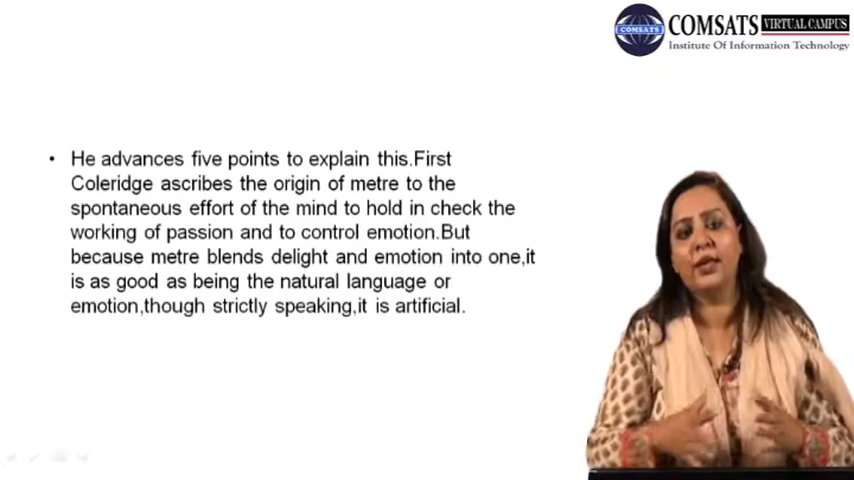 COMSATS VIRTUAL CAMPUS
Institute Of Information Technology
COMSATS
• He advances five points to explain this.First
Coleridge ascribes the origin of metre to the
spontaneous effort of the mind to hold in check the
working of passion and to control emotion.But
because metre blends delight and emotion into one,it
is as good as being the natural language or
emotion,though strictly speaking,it is artificial.